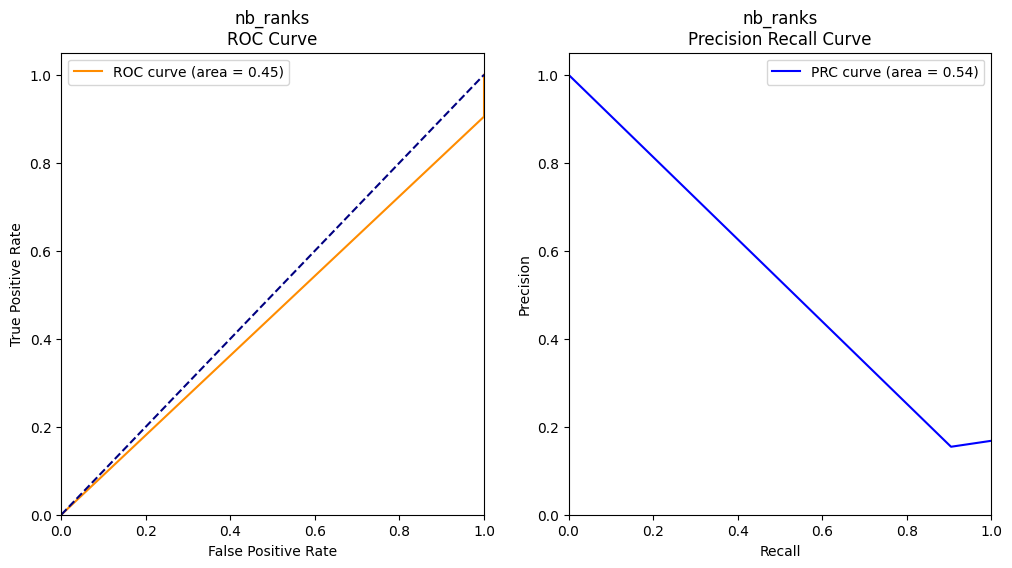 nb_ranks
ROC Curve
ROC curve (area = 0.45)
True Positive Rate
1.0
0.8
0.6
0.4
0.2
0.0
0.0 0.2 0.4 0.6 0.8 1.0
False Positive Rate
nb_ranks
Precision Recall Curve
PRC curve (area = 0.54)
Precision
1.0
0.8
0.6
0.4
0.2
0.0
0.0 0.2 0.4 0.6 0.8 1.0
Recall